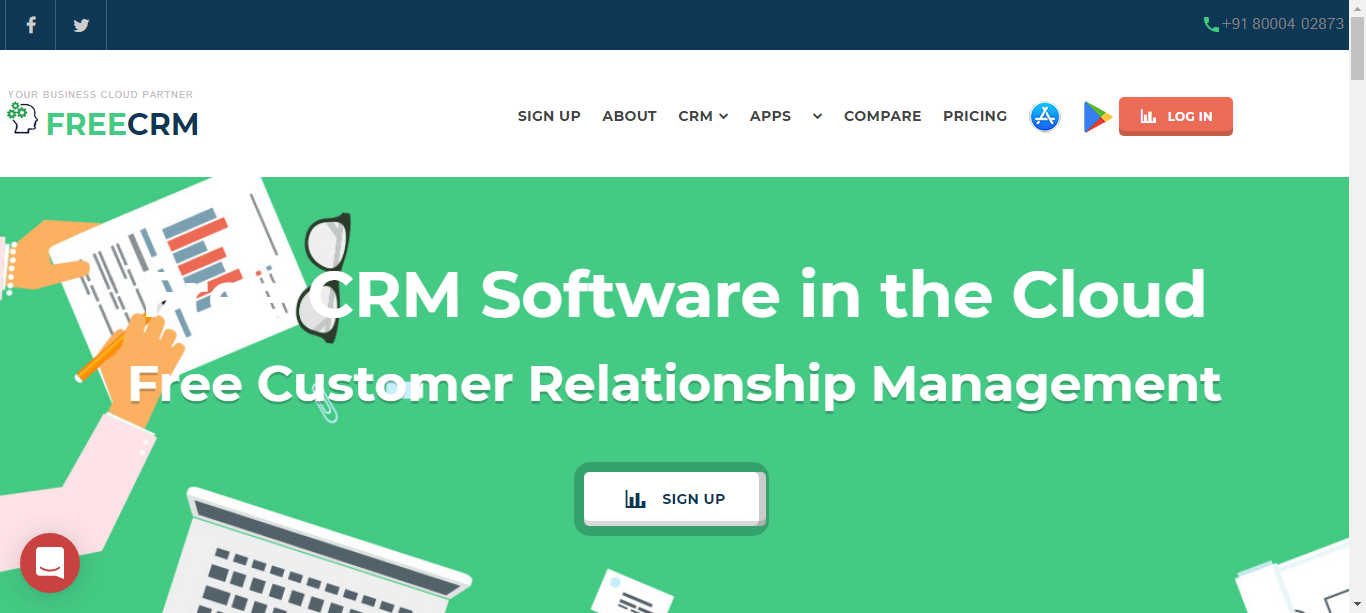 +91 80004 02873
YOUR BUSINESS CLOUD PARTNER
FREECRM
SIGN UP ABOUT CRM APPS COMPARE PRICING LOG IN
Free CRM Software in the Cloud
Free Customer Relationship Management
SIGN UP